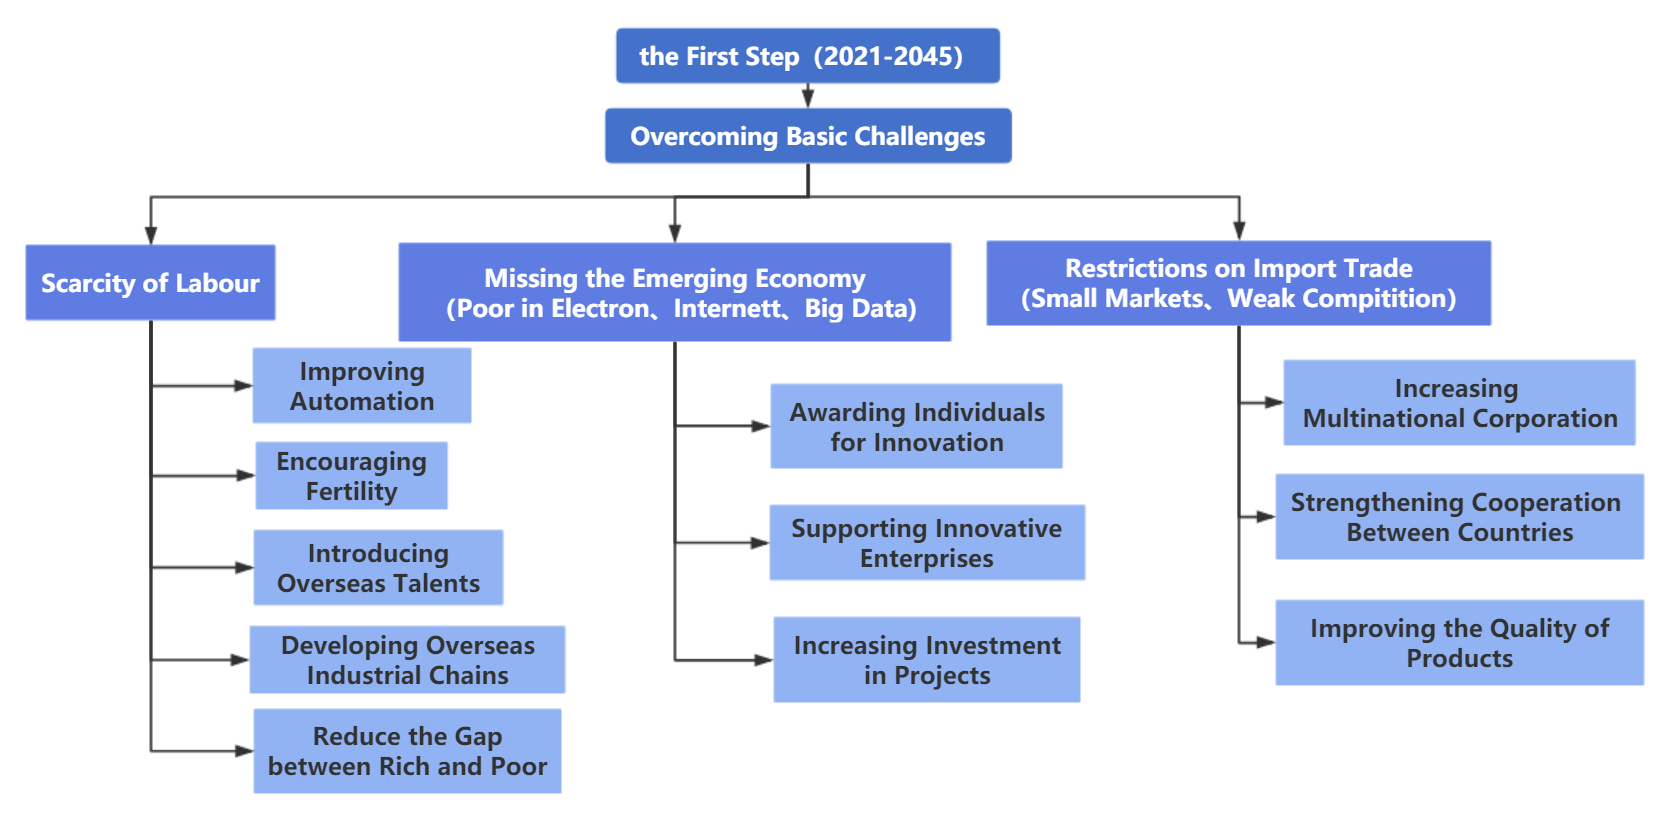 the First Step (2021-2045)
Overcoming Basic Challenges
Scarcity of Labour
Missing the Emerging Economy
(Poor in Electron、Internett、Big Data)
Restrictions on Import Trade
(Small Markets、Weak Compitition)
Improving
Automation
Encouraging
Fertility
Introducing
Overseas Talents
Developing Overseas
Industrial Chains
Reduce the Gap
between Rich and Poor
Awarding Individuals
for Innovation
Supporting Innovative
Enterprises
Increasing Investment
in Projects
Increasing
Multinational Corporation
Strengthening Cooperation
Between Countries
Improving the Quality of
Products